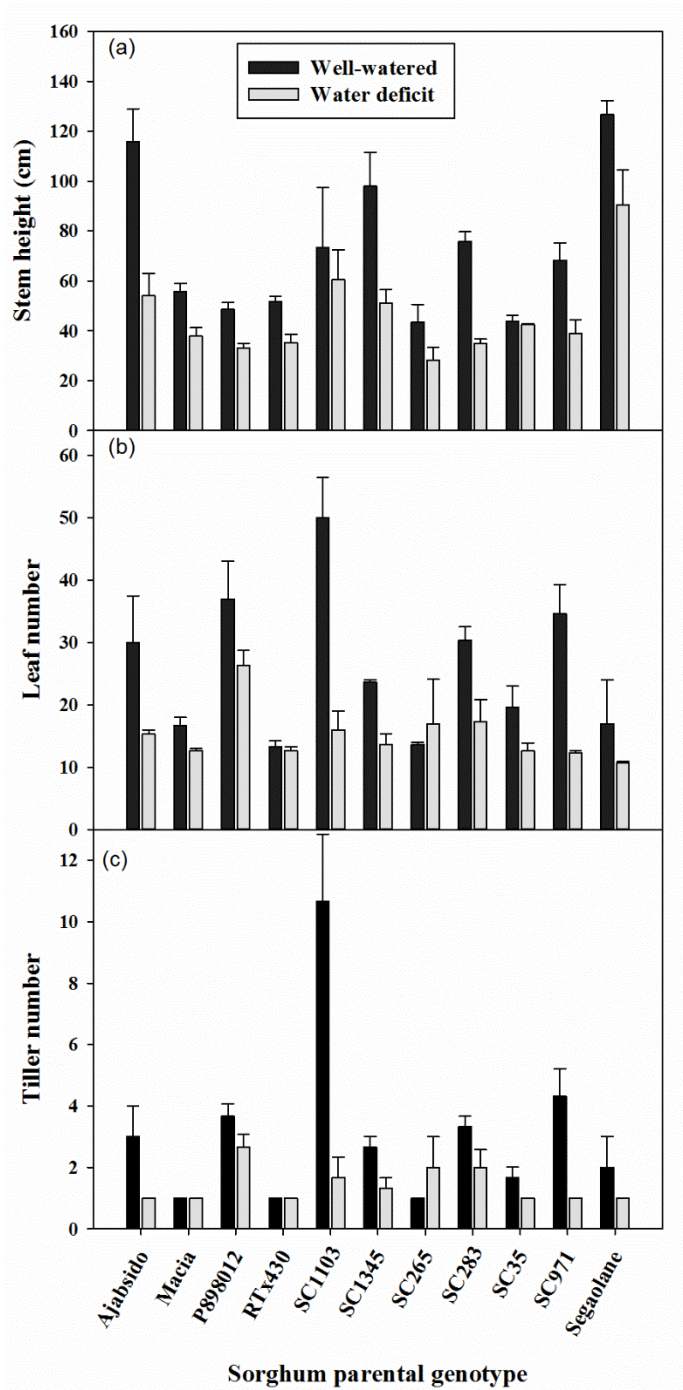 (a)
Well-watered
Water deficit
Stem height (cm)
160
140
120
100
80
60
40
20
0
(b)
Leaf number
60
50
40
30
20
10
0
(c)
Tiller number
12
10
8
6
4
2
0
Ajabsido
Macia
P898012
RTx430
SC1103
SC1345
SC265
SC283
SC35
SC971
Segaolane
Sorghum parental genotype